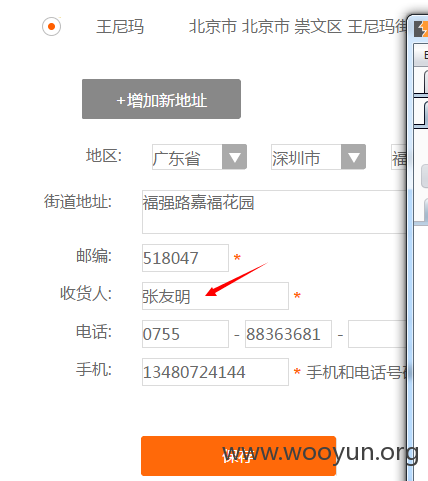 王尼玛 北京市 北京市 崇文区 王尼玛街
+增加新地址
地区: 广东省 深圳市 福
街道地址: 福强路嘉福花园
邮编: 518047 *
收货人: 张友明 *
电话: 0755 - 88363681 -
手机: 13480724144 * 手机和电话号
保存
www.wooyun.org